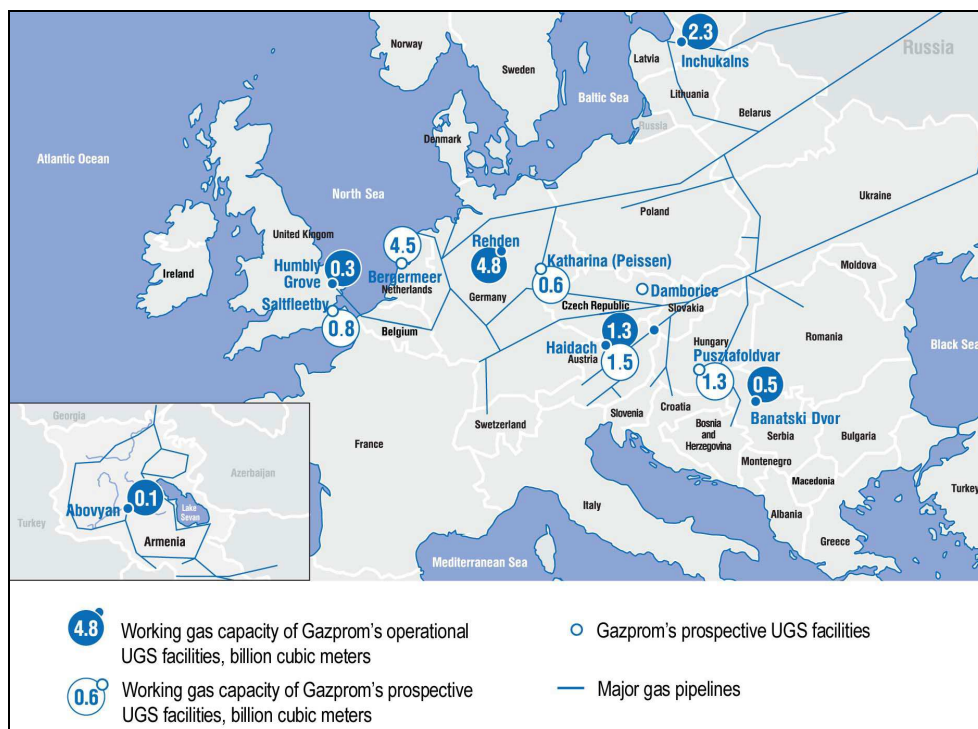 2.3
Inchukalns
Russia
Norway
Sweden
Latvia
Lithuania
Baltic Sea
Belarus
Russia
Denmark
Atlantic Ocean
North Sea
Ukraine
Poland
United Kingdom
4.5
Rehden
4.8
Humbly
Grove
0.3
Bergermeer
Netherlands
Katharina (Peissen)
0.6
Moldova
Ireland
Saltfleetby
0.8
Germany
Damborice
Czech Republic
Slovakia
Belgium
1.3
Haidach
Austria
1.5
Hungary
Pusztafoldvar
1.3
0.5
Banatski Dvor
Romania
Black Sea
France
Swetzerland
Slovenia
Croatia
Bosnia
and
Herzegovina
Serbia
Bulgaria
Montenegro
Macedonia
Italy
Albania
Turkey
Greece
Mediterranean Sea
Georgia
Azerbaijan
0.1
Abovyan
Lake
Sevan
Turkey
Armenia
4.8
Working gas capacity of Gazprom's operational
UGS facilities, billion cubic meters
0.6
Working gas capacity of Gazprom's prospective
UGS facilities, billion cubic meters
Gazprom's prospective UGS facilities
Major gas pipelines